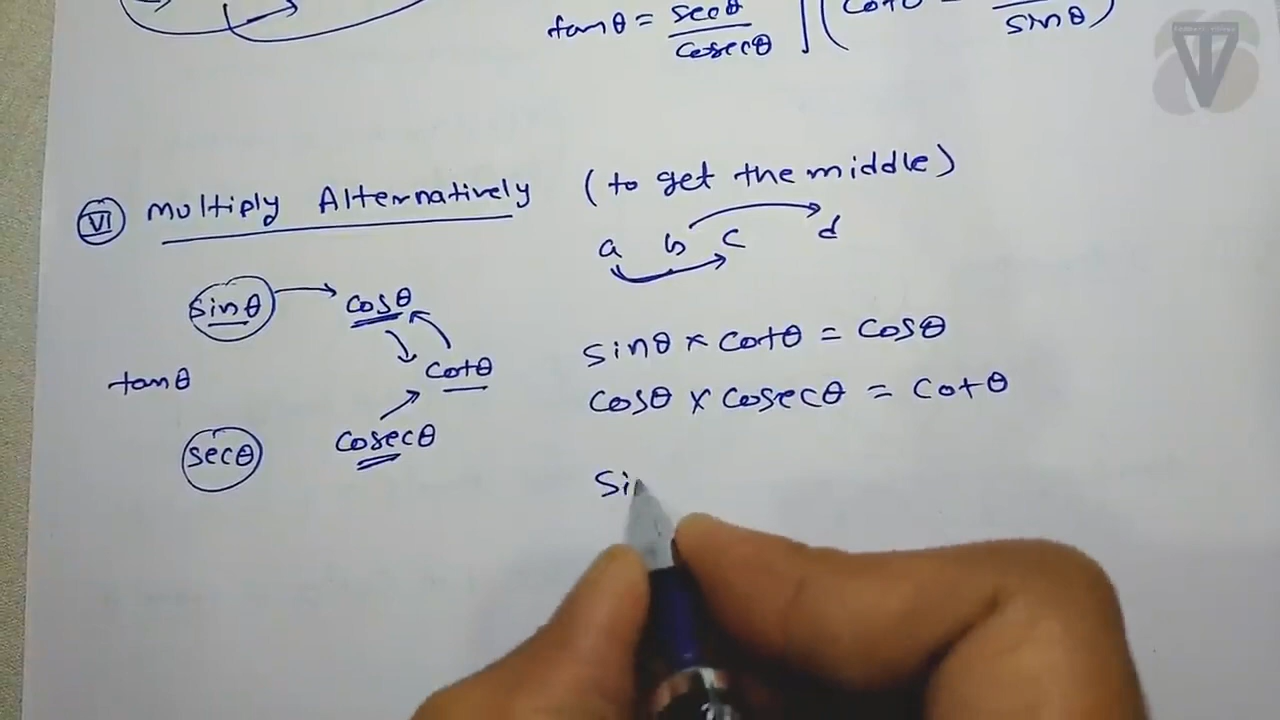 tanθ = secθ / cosecθ
sinθ
VI Multiply Alternatively (to get the middle)
a b c d
sinθ cosθ
tanθ cotθ
secθ cosecθ
sinθ × cotθ = cosθ
cosθ × cosecθ = cotθ
Si